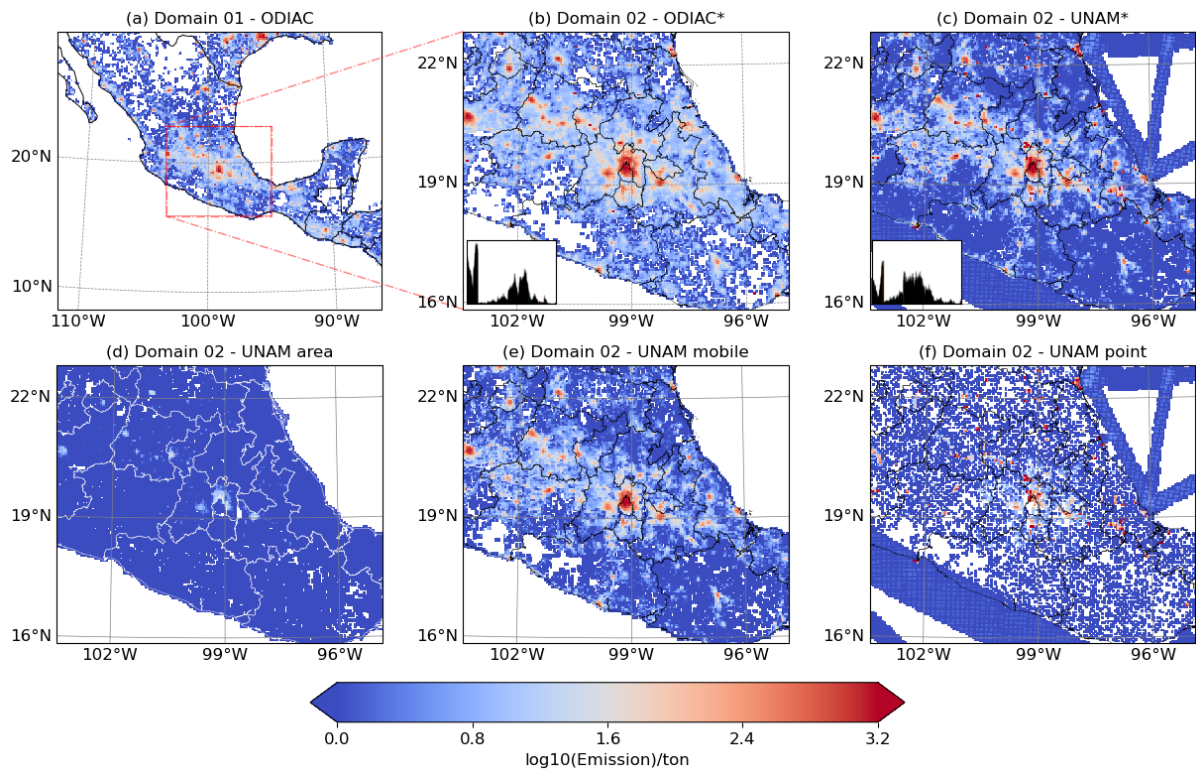 (a) Domain 01 - ODIAC
(b) Domain 02 - ODIAC*
(c) Domain 02 - UNAM*
20°N
10°N
110°W 100°W 90°W
22°N
19°N
16°N
102°W 99°W 96°W
22°N
19°N
16°N
102°W 99°W 96°W
(d) Domain 02 - UNAM area
(e) Domain 02 - UNAM mobile
(f) Domain 02 - UNAM point
22°N
19°N
16°N
102°W 99°W 96°W
22°N
19°N
16°N
102°W 99°W 96°W
22°N
19°N
16°N
102°W 99°W 96°W
0.0 0.8 1.6 2.4 3.2
log10(Emission)/ton